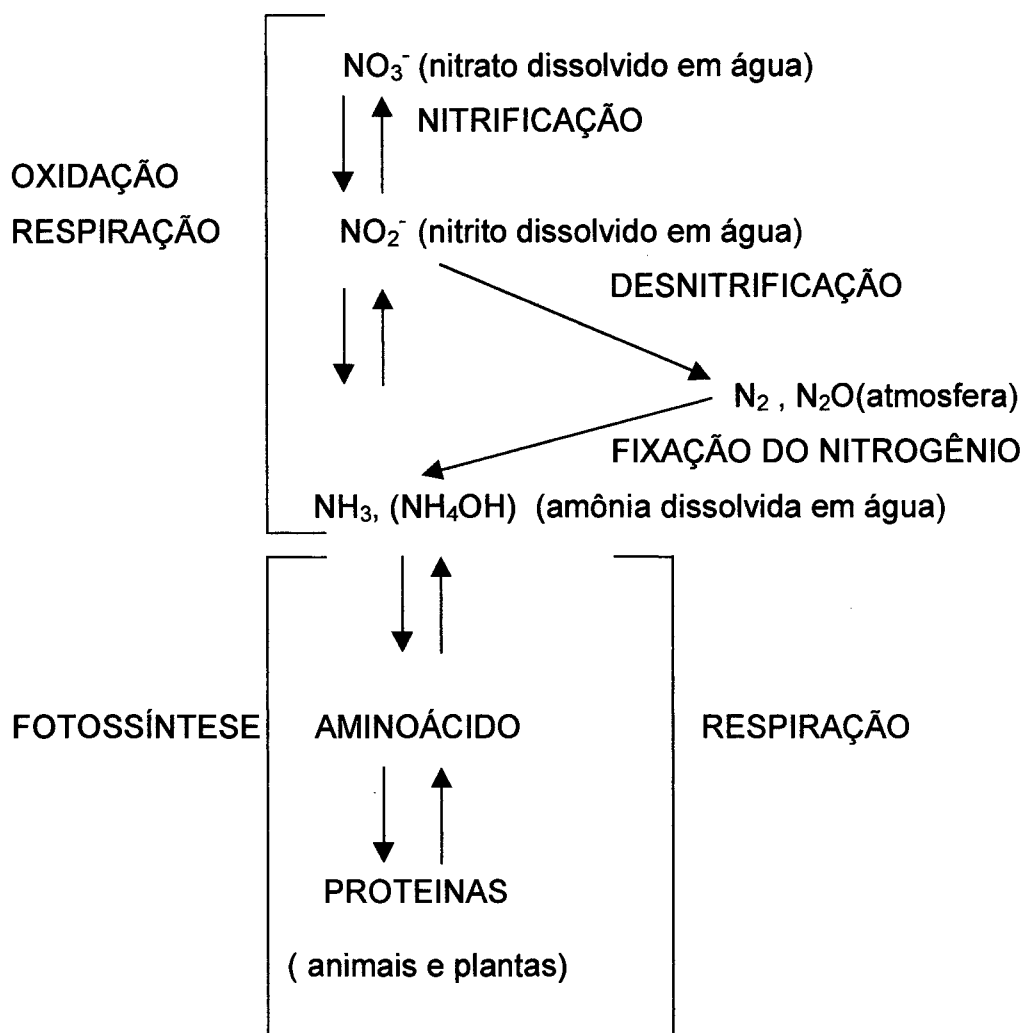 NO₃⁻ (nitrato dissolvido em água)
NITRIFICAÇÃO
OXIDAÇÃO
RESPIRAÇÃO
NO₂⁻ (nitrito dissolvido em água)
DESNITRIFICAÇÃO
N₂ , N₂O(atmosfera)
FIXAÇÃO DO NITROGÊNIO
NH₃, (NH₄OH) (amônia dissolvida em água)
FOTOSSÍNTESE AMINOÁCIDO RESPIRAÇÃO
PROTEINAS
( animais e plantas)